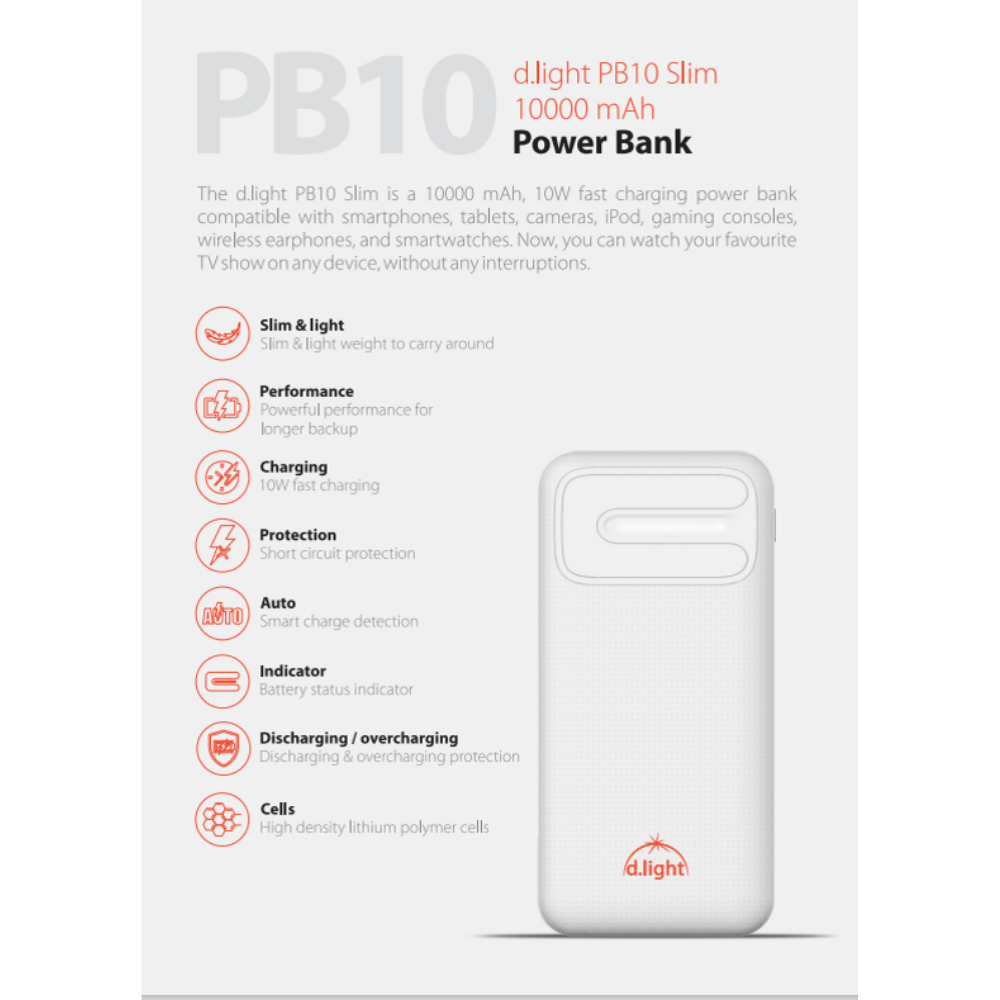 PB10
d.light PB10 Slim
10000 mAh
Power Bank
The d.light PB10 Slim is a 10000 mAh, 10W fast charging power bank
compatible with smartphones, tablets, cameras, iPod, gaming consoles,
wireless earphones, and smartwatches. Now, you can watch your favourite
TV show on any device, without any interruptions.
Slim & light
Slim & light weight to carry around
Performance
Powerful performance for
longer backup
Charging
10W fast charging
Protection
Short circuit protection
AUTO
Auto
Smart charge detection
Indicator
Battery status indicator
Discharging / overcharging
Discharging & overcharging protection
Cells
High density lithium polymer cells
d.light